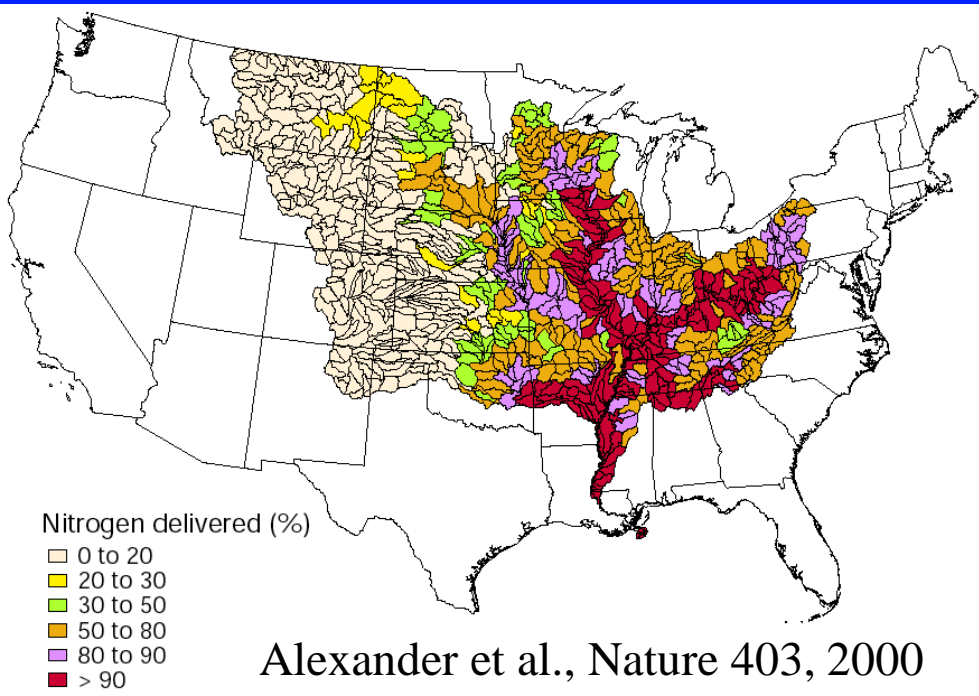 Nitrogen delivered (%)
0 to 20
20 to 30
30 to 50
50 to 80
80 to 90
> 90
Alexander et al., Nature 403, 2000